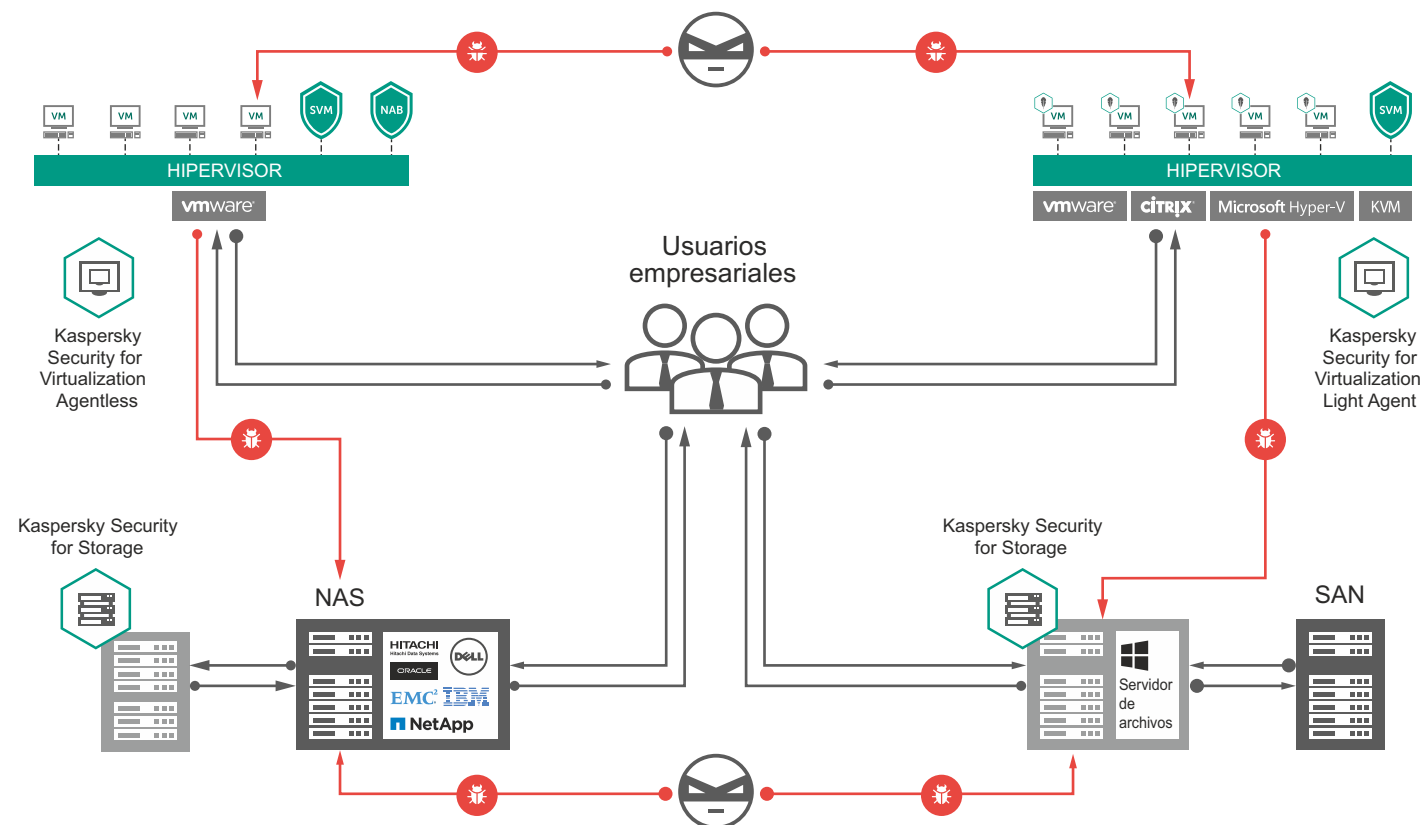 VM
VM
VM
VM
SVM
NAB
HIPERVISOR
vmware
VM
VM
VM
VM
VM
SVM
HIPERVISOR
vmware
CİTRIX
Microsoft Hyper-V
KVM
Kaspersky
Security for
Virtualization
Agentless
Usuarios
empresariales
Kaspersky
Security for
Virtualization
Light Agent
Kaspersky Security
for Storage
NAS
HITACHI
Hitachi Data Systems
DELL
ORACLE
EMC²
IBM
NetApp
Kaspersky Security
for Storage
Servidor
de
archivos
SAN